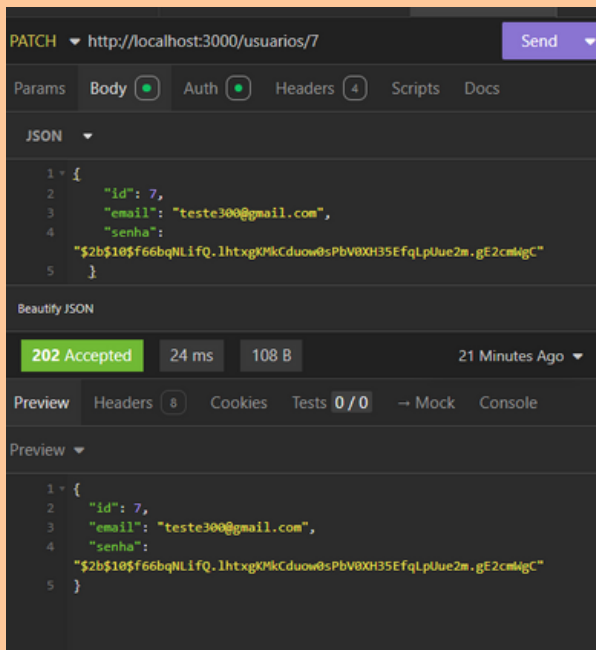 PATCH http://localhost:3000/usuarios/7 Send
Params Body Auth Headers 4 Scripts Docs
JSON
1 {
2 "id": 7,
3 "email": "teste300@gmail.com",
4 "senha":
"$2b$10$f66bqNLifQ.lhtxgKMkCduow0sPbV0XH35EfqLpUue2m.gE2cmWgC"
5 }
Beautify JSON
202 Accepted 24 ms 108 B 21 Minutes Ago
Preview Headers 8 Cookies Tests 0 / 0 → Mock Console
Preview
1 {
2 "id": 7,
3 "email": "teste300@gmail.com",
4 "senha":
"$2b$10$f66bqNLifQ.lhtxgKMkCduow0sPbV0XH35EfqLpUue2m.gE2cmWgC"
5 }